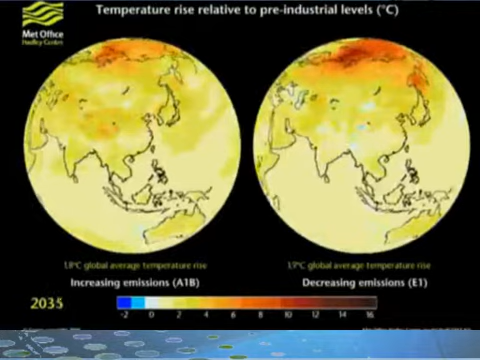 Temperature rise relative to pre-industrial levels (°C)
Met Office
Hadley Centre
1.8°C global average temperature rise
1.9°C global average temperature rise
Increasing emissions (A1B)
Decreasing emissions (E1)
2035
-2 0 2 4 6 8 10 12 14 16